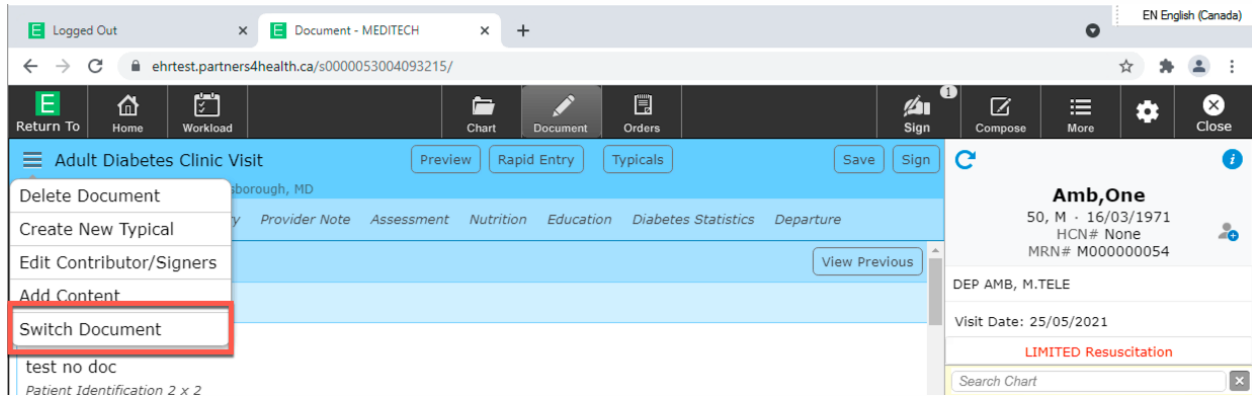 EN English (Canada)
Logged Out
Document - MEDITECH
ehrtest.partners4health.ca/s0000053004093215/
Return To
Home
Workload
Chart
Document
Orders
Sign
1
Compose
More
Close
Adult Diabetes Clinic Visit
Preview
Rapid Entry
Typicals
Save
Sign
sborough, MD
Provider Note Assessment Nutrition Education Diabetes Statistics Departure
View Previous
Delete Document
Create New Typical
Edit Contributor/Signers
Add Content
Switch Document
test no doc
Patient Identification 2 x 2
Amb,One
50, M · 16/03/1971
HCN# None
MRN# M000000054
DEP AMB, M.TELE
Visit Date: 25/05/2021
LIMITED Resuscitation
Search Chart